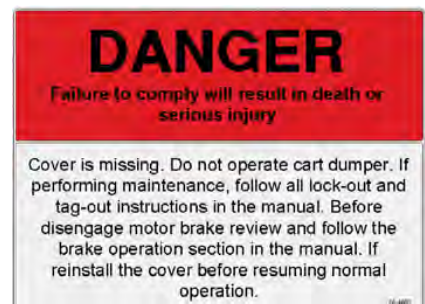 DANGER
Failure to comply will result in death or
serious injury
Cover is missing. Do not operate cart dumper. If
performing maintenance, follow all lock-out and
tag-out instructions in the manual. Before
disengage motor brake review and follow the
brake operation section in the manual. If
reinstall the cover before resuming normal
operation.